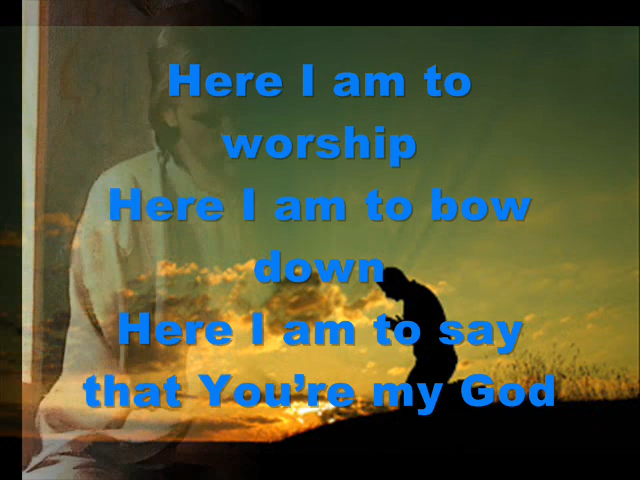 Here I am to
worship
Here I am to bow
down
Here I am to say
that You’re my God